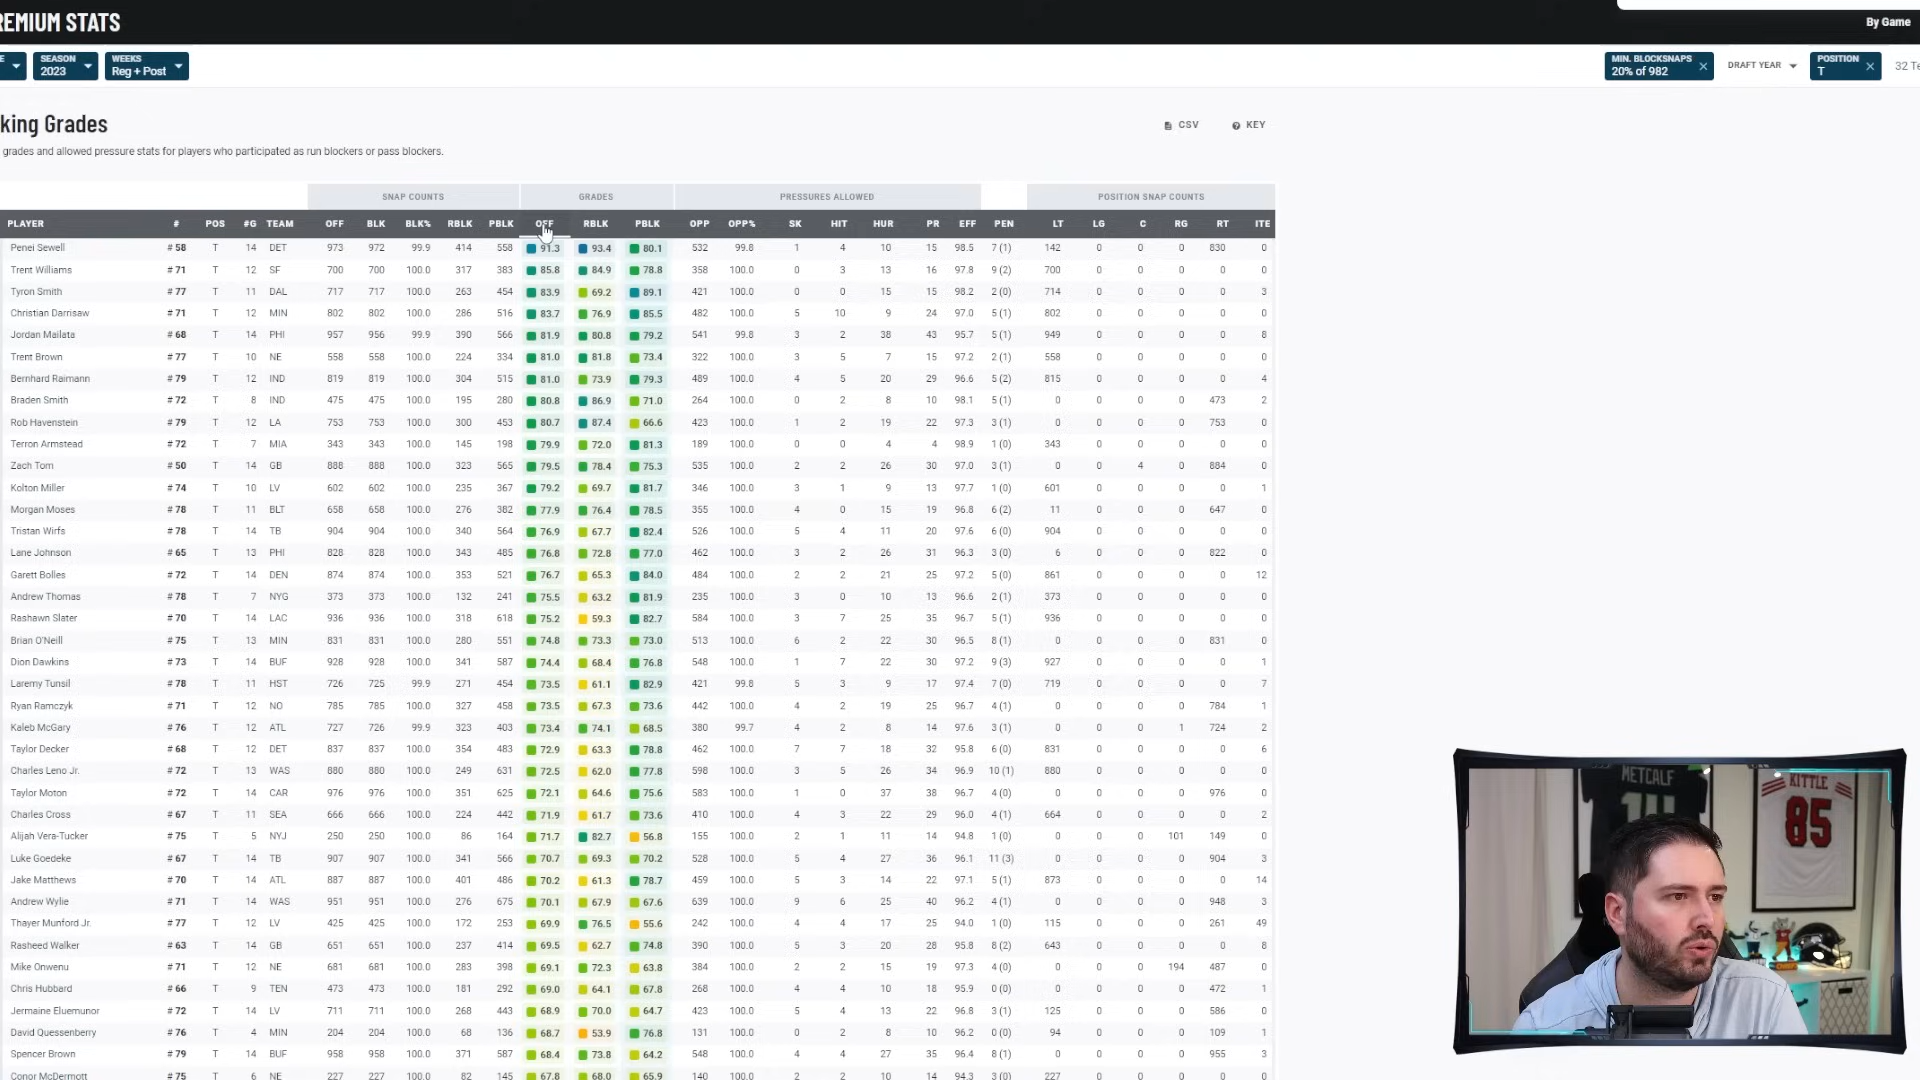 REMIUM STATS
By Game
SEASON
2023
WEEKS
Reg + Post
MIN. BLOCKSNAPS
20% of 982
DRAFT YEAR
POSITION
T
32 Te
king Grades
CSV KEY
grades and allowed pressure stats for players who participated as run blockers or pass blockers.
SNAP COUNTS GRADES PRESSURES ALLOWED POSITION SNAP COUNTS
PLAYER # POS #G TEAM OFF BLK BLK% RBLK PBLK OFF RBLK PBLK OPP OPP% SK HIT HUR PR EFF PEN LT LG C RG RT ITE
Penei Sewell #58 T 14 DET 973 972 99.9 414 558 91.3 93.4 80.1 532 99.8 1 4 10 15 98.5 7 (1) 142 0 0 0 830 0
Trent Williams #71 T 12 SF 700 700 100.0 317 383 85.8 84.9 78.8 358 100.0 0 3 13 16 97.8 9 (2) 700 0 0 0 0 0
Tyron Smith #77 T 11 DAL 717 717 100.0 263 454 83.9 69.2 89.1 421 100.0 0 0 15 15 98.2 2 (0) 714 0 0 0 0 3
Christian Darrisaw #71 T 12 MIN 802 802 100.0 286 516 83.7 76.9 85.5 482 100.0 5 10 9 24 97.0 5 (1) 802 0 0 0 0 0
Jordan Mailata #68 T 14 PHI 957 956 99.9 390 566 81.9 80.8 79.2 541 99.8 3 2 38 43 95.7 5 (1) 949 0 0 0 0 8
Trent Brown #77 T 10 NE 558 558 100.0 224 334 81.0 81.8 73.4 322 100.0 3 5 7 15 97.2 2 (1) 558 0 0 0 0 0
Bernhard Raimann #79 T 12 IND 819 819 100.0 304 515 81.0 73.9 79.3 489 100.0 4 5 20 29 96.6 5 (2) 815 0 0 0 0 4
Braden Smith #72 T 8 IND 475 475 100.0 195 280 80.8 86.9 71.0 264 100.0 0 2 8 10 98.1 5 (1) 0 0 0 0 473 2
Rob Havenstein #79 T 12 LA 753 753 100.0 300 453 80.7 87.4 66.6 423 100.0 1 2 19 22 97.3 3 (1) 0 0 0 0 753 0
Terron Armstead #72 T 7 MIA 343 343 100.0 145 198 79.9 72.0 81.3 189 100.0 0 0 4 4 98.9 1 (0) 343 0 0 0 0 0
Zach Tom #50 T 14 GB 888 888 100.0 323 565 79.5 78.4 75.3 535 100.0 2 2 26 30 97.0 3 (1) 0 0 4 0 884 0
Kolton Miller #74 T 10 LV 602 602 100.0 235 367 79.2 69.7 81.7 346 100.0 3 1 9 13 97.7 1 (0) 601 0 0 0 0 1
Morgan Moses #78 T 11 BLT 658 658 100.0 276 382 77.9 76.4 78.5 355 100.0 4 0 15 19 96.8 6 (2) 11 0 0 0 647 0
Tristan Wirfs #78 T 14 TB 904 904 100.0 340 564 76.9 67.7 82.4 526 100.0 5 4 11 20 97.6 6 (0) 904 0 0 0 0 0
Lane Johnson #65 T 13 PHI 828 828 100.0 343 485 76.8 72.8 77.0 462 100.0 3 2 26 31 96.3 3 (0) 6 0 0 0 822 0
Garett Bolles #72 T 14 DEN 874 874 100.0 353 521 76.7 65.3 84.0 484 100.0 2 2 21 25 97.2 5 (0) 861 0 0 0 0 12
Andrew Thomas #78 T 7 NYG 373 373 100.0 132 241 75.5 63.2 81.9 235 100.0 3 0 10 13 96.6 2 (1) 373 0 0 0 0 0
Rashawn Slater #70 T 14 LAC 936 936 100.0 318 618 75.2 59.3 82.7 584 100.0 3 7 25 35 96.7 5 (1) 936 0 0 0 0 0
Brian O'Neill #75 T 13 MIN 831 831 100.0 280 551 74.8 73.3 73.0 513 100.0 6 2 22 30 96.5 8 (1) 0 0 0 0 831 0
Dion Dawkins #73 T 14 BUF 928 928 100.0 341 587 74.4 68.4 76.8 548 100.0 1 7 22 30 97.2 9 (3) 927 0 0 0 0 1
Laremy Tunsil #78 T 11 HST 726 725 99.9 271 454 73.5 61.1 82.9 421 99.8 5 3 9 17 97.4 7 (0) 719 0 0 0 0 7
Ryan Ramczyk #71 T 12 NO 785 785 100.0 327 458 73.5 67.3 73.6 442 100.0 4 2 19 25 96.7 4 (1) 0 0 0 0 784 1
Kaleb McGary #76 T 12 ATL 727 726 99.9 323 403 73.4 74.1 68.5 380 99.7 4 2 8 14 97.6 3 (1) 0 0 0 1 724 2
Taylor Decker #68 T 12 DET 837 837 100.0 354 483 72.9 63.3 78.8 462 100.0 7 7 18 32 95.8 6 (0) 831 0 0 0 0 6
Charles Leno Jr. #72 T 13 WAS 880 880 100.0 249 631 72.5 62.0 77.8 598 100.0 3 5 26 34 96.9 10 (1) 880 0 0 0 0 0
Taylor Moton #72 T 14 CAR 976 976 100.0 351 625 72.1 64.6 75.6 583 100.0 1 0 37 38 96.7 4 (0) 0 0 0 0 976 0
Charles Cross #67 T 11 SEA 666 666 100.0 224 442 71.9 61.7 73.6 410 100.0 4 3 22 29 96.0 4 (1) 664 0 0 0 0 2
Alijah Vera-Tucker #75 T 5 NYJ 250 250 100.0 86 164 71.7 82.7 56.8 155 100.0 2 1 11 14 94.8 1 (0) 0 0 0 101 149 0
Luke Goedeke #67 T 14 TB 907 907 100.0 341 566 70.7 69.3 70.2 528 100.0 5 4 27 36 96.1 11 (3) 0 0 0 0 904 3
Jake Matthews #70 T 14 ATL 887 887 100.0 401 486 70.2 61.3 78.7 459 100.0 5 3 14 22 97.1 5 (1) 873 0 0 0 0 14
Andrew Wylie #71 T 14 WAS 951 951 100.0 276 675 70.1 67.9 67.6 639 100.0 9 6 25 40 96.2 4 (1) 0 0 0 0 948 3
Thayer Munford Jr. #77 T 12 LV 425 425 100.0 172 253 69.9 76.5 55.6 242 100.0 4 4 17 25 94.0 1 (0) 115 0 0 0 261 49
Rasheed Walker #63 T 14 GB 651 651 100.0 237 414 69.5 62.7 74.8 390 100.0 5 3 20 28 95.8 8 (2) 643 0 0 0 0 8
Mike Onwenu #71 T 12 NE 681 681 100.0 283 398 69.1 72.3 63.8 384 100.0 2 2 15 19 97.3 4 (0) 0 0 0 194 487 0
Chris Hubbard #66 T 9 TEN 473 473 100.0 181 292 69.0 64.1 67.8 268 100.0 4 4 10 18 95.9 0 (0) 0 0 0 0 472 1
Jermaine Eluemunor #72 T 14 LV 711 711 100.0 268 443 68.9 70.0 64.7 423 100.0 5 4 13 22 96.8 3 (1) 125 0 0 0 586 0
David Quessenberry #76 T 4 MIN 204 204 100.0 68 136 68.7 53.9 76.8 131 100.0 0 2 8 10 96.2 0 (0) 94 0 0 0 109 1
Spencer Brown #79 T 14 BUF 958 958 100.0 371 587 68.4 73.8 64.2 548 100.0 4 4 27 35 96.4 8 (1) 0 0 0 0 955 3
Conor McDermott #75 T 6 NE 227 227 100.0 82 145 67.8 68.0 65.9 140 100.0 2 2 10 14 94.3 3 (0) 227 0 0 0 0 0
METCALF
14
KITTLE
85